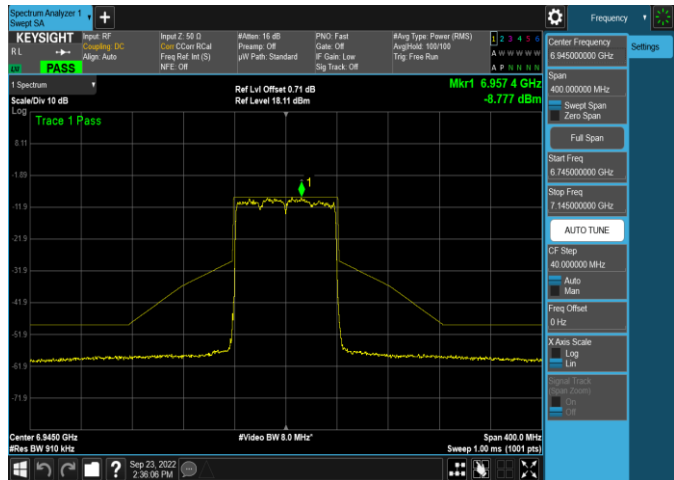 Spectrum Analyzer 1
Swept SA
Frequency
KEYSIGHT
R L
PASS
Input: RF
Coupling: DC
Align: Auto
Input Z: 50 Ω
Corr CCorr RCal
Freq Ref: Int (S)
NFE: Off
#Atten: 16 dB
Preamp: Off
µW Path: Standard
PNO: Fast
Gate: Off
IF Gain: Low
Sig Track: Off
#Avg Type: Power (RMS)
Avg|Hold: 100/100
Trig: Free Run
1 2 3 4 5 6
A W W W W W
A P N N N N
1 Spectrum
Scale/Div 10 dB
Log
Ref Lvl Offset 0.71 dB
Ref Level 18.11 dBm
Mkr1 6.957 4 GHz
-8.777 dBm
Trace 1 Pass
8.11
-1.89
-11.9
-21.9
-31.9
-41.9
-51.9
-61.9
-71.9
1
Center 6.9450 GHz
#Res BW 910 kHz
#Video BW 8.0 MHz*
Span 400.0 MHz
Sweep 1.00 ms (1001 pts)
Center Frequency
6.945000000 GHz
Span
400.000000 MHz
Swept Span
Zero Span
Full Span
Start Freq
6.745000000 GHz
Stop Freq
7.145000000 GHz
AUTO TUNE
CF Step
40.000000 MHz
Auto
Man
Freq Offset
0 Hz
X Axis Scale
Log
Lin
Signal Track
(Span Zoom)
On
Off
Settings
?
Sep 23, 2022
2:36:06 PM